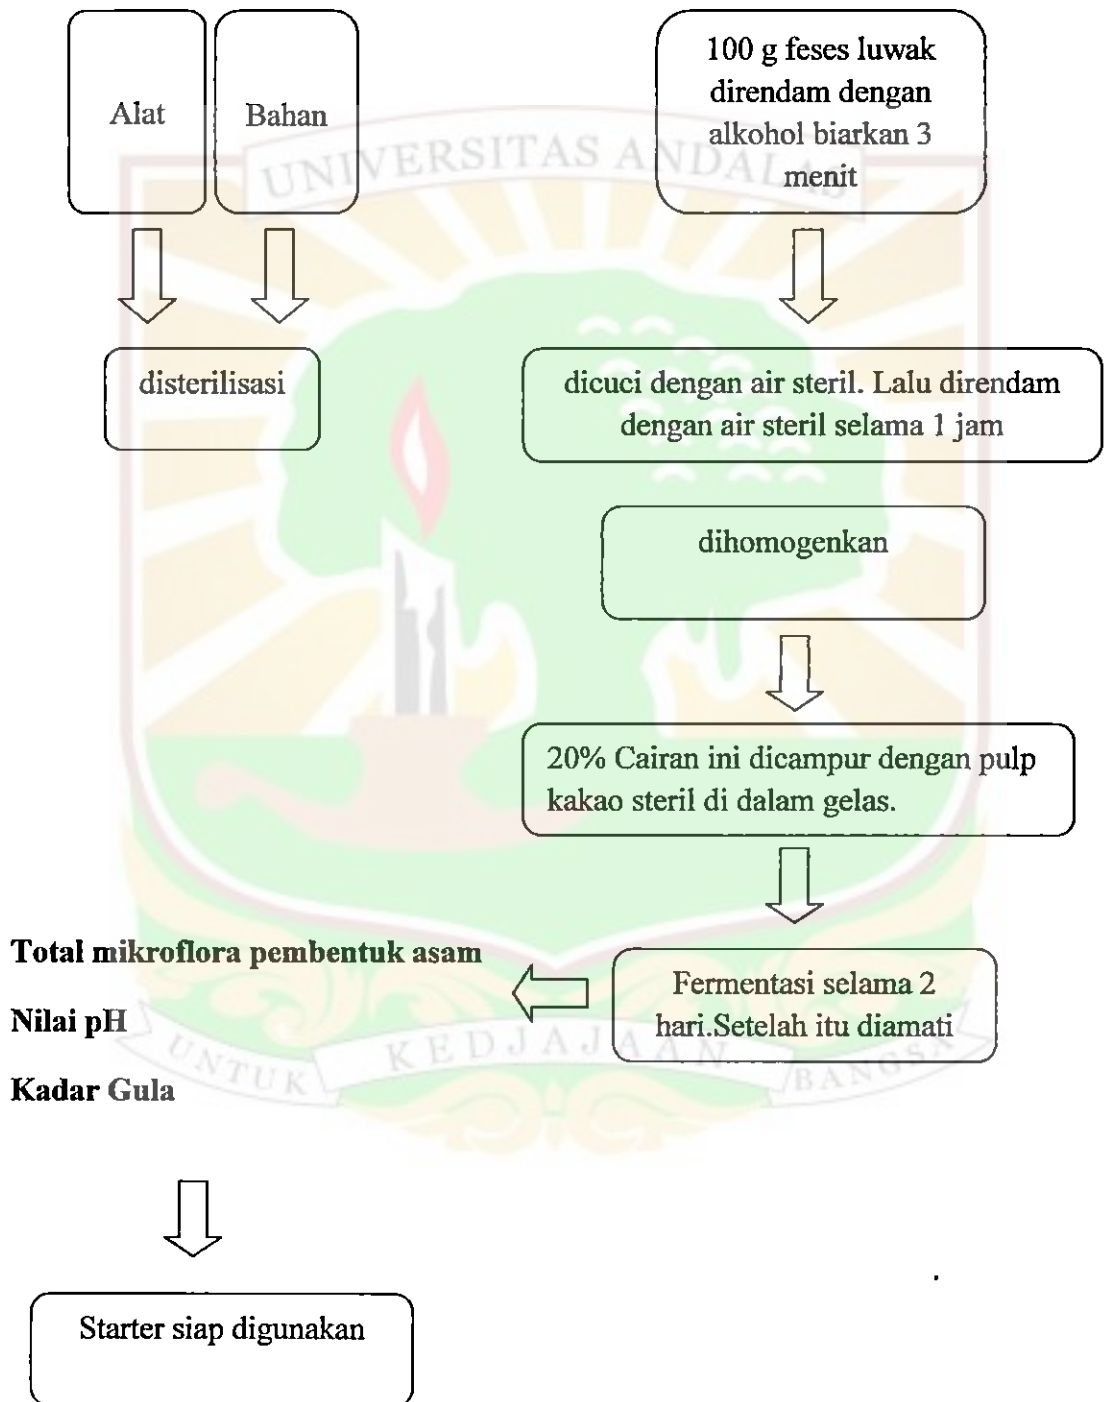 Alat
Bahan
100 g feses luwak
direndam dengan
alkohol biarkan 3
menit
UNIVERSITAS ANDALAS
disterilisasi
dicuci dengan air steril. Lalu direndam
dengan air steril selama 1 jam
dihomogenkan
20% Cairan ini dicampur dengan pulp
kakao steril di dalam gelas.
Fermentasi selama 2
hari.Setelah itu diamati
Total mikroflora pembentuk asam
Nilai pH
Kadar Gula
UNTUK KEDJAJAAN BANGSA
Starter siap digunakan